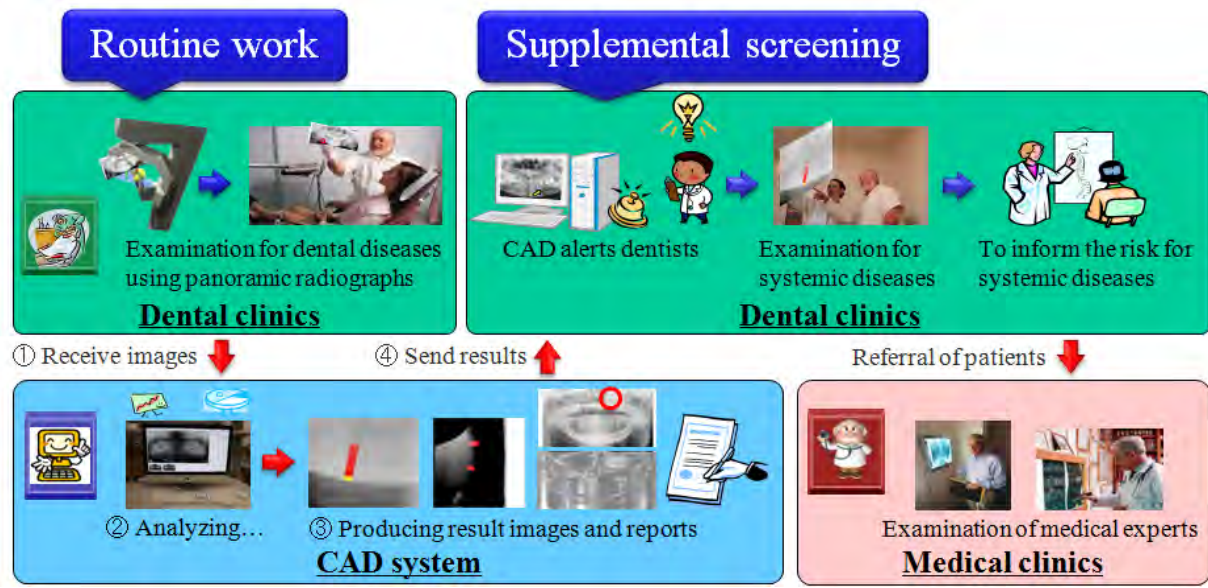 Routine work
Supplemental screening
Examination for dental diseases
using panoramic radiographs
Dental clinics
CAD alerts dentists
Examination for
systemic diseases
To inform the risk for
systemic diseases
Dental clinics
① Receive images
④ Send results
Referral of patients
② Analyzing…
③ Producing result images and reports
CAD system
Examination of medical experts
Medical clinics